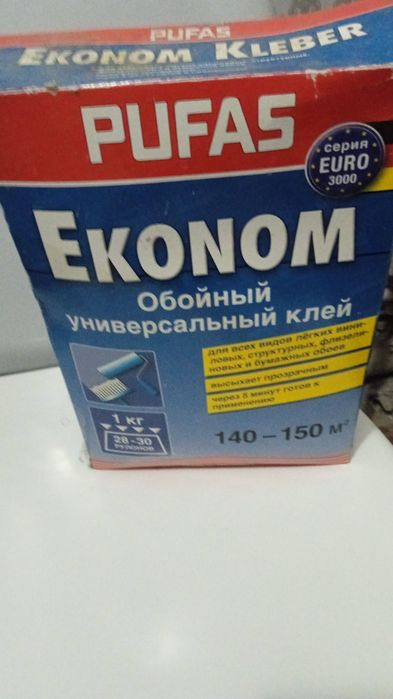 PUFAS
EKONOM KLEBER
PUFAS
серия
EURO
3000
EKONOM
Обойный
универсальный клей
для всех видов лёгких вини-
ловых, структурных, флизели-
новых и бумажных обоев
высыхает прозрачным
через 5 минут готов к
применению
1 кг
28 - 30
РУЛОНОВ
140 – 150 м²